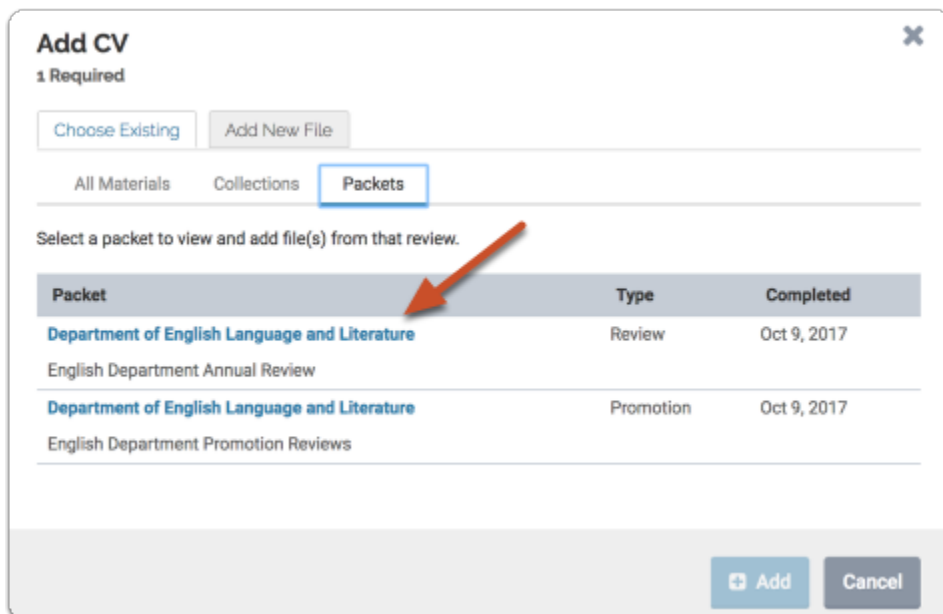 Add CV
1 Required
Choose Existing Add New File
All Materials Collections Packets
Select a packet to view and add file(s) from that review.
Packet Type Completed
Department of English Language and Literature Review Oct 9, 2017
English Department Annual Review
Department of English Language and Literature Promotion Oct 9, 2017
English Department Promotion Reviews
Add Cancel